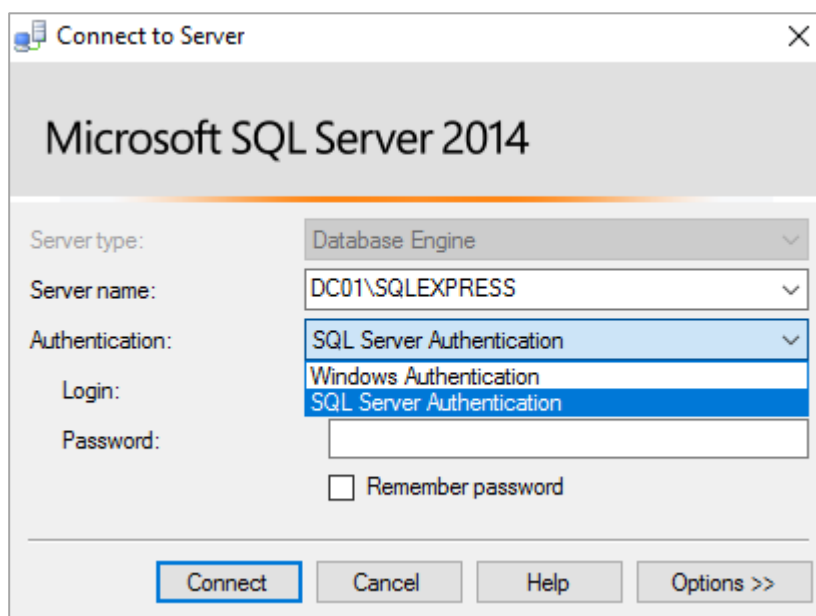 Connect to Server
Microsoft SQL Server 2014
Server type: Database Engine
Server name: DC01\SQLEXPRESS
Authentication: SQL Server Authentication
Windows Authentication
Login: SQL Server Authentication
Password:
Remember password
Connect Cancel Help Options >>